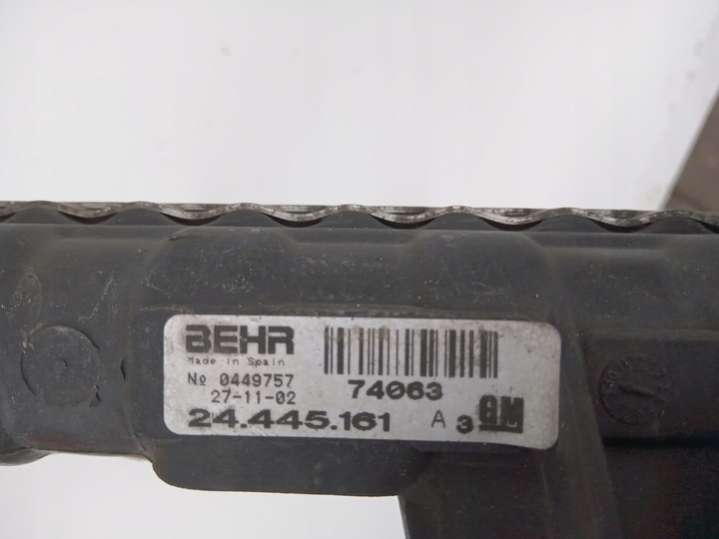 BEHR
Made in Spain
№ 0449757
27-11-02
74063
24.445.161 A 3 GM